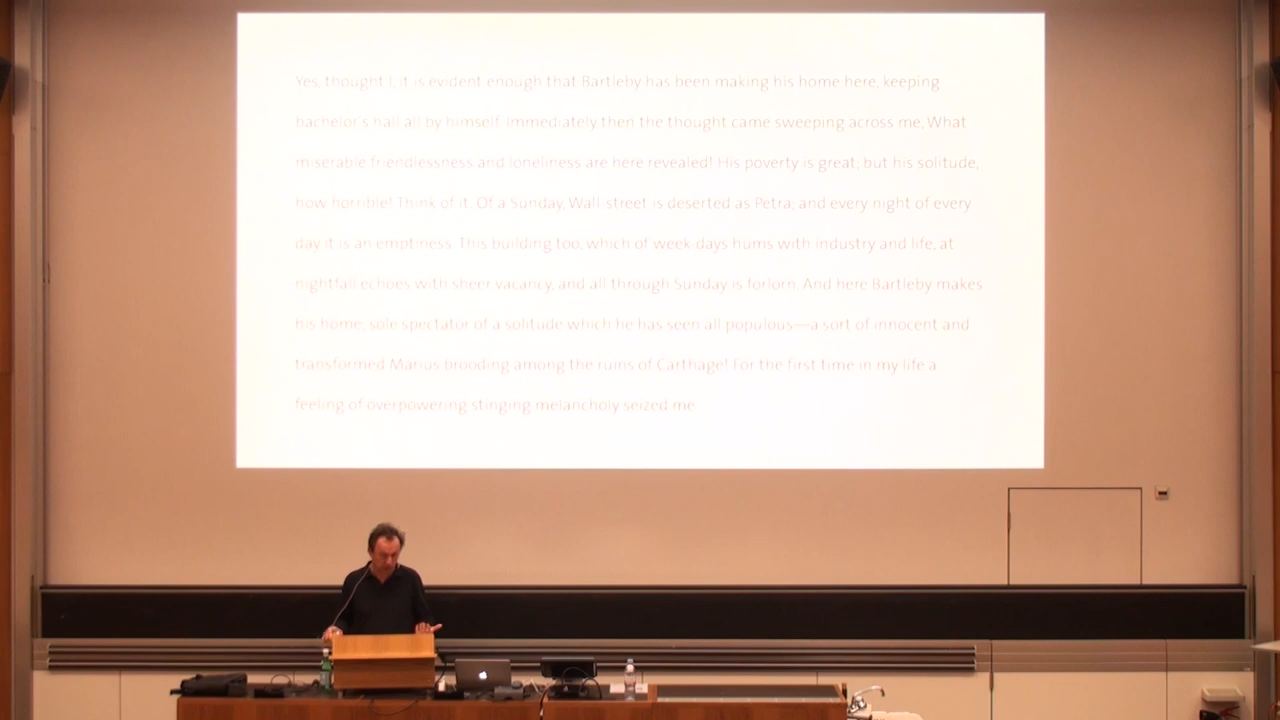 Yes, thought I, it is evident enough that Bartleby has been making his home here, keeping
bachelor's hall all by himself. Immediately then the thought came sweeping across me, What
miserable friendlessness and loneliness are here revealed! His poverty is great; but his solitude,
how horrible! Think of it. Of a Sunday, Wall-street is deserted as Petra; and every night of every
day it is an emptiness. This building too, which of week-days hums with industry and life, at
nightfall echoes with sheer vacancy, and all through Sunday is forlorn. And here Bartleby makes
his home; sole spectator of a solitude which he has seen all populous—a sort of innocent and
transformed Marius brooding among the ruins of Carthage! For the first time in my life a
feeling of overpowering stinging melancholy seized me.